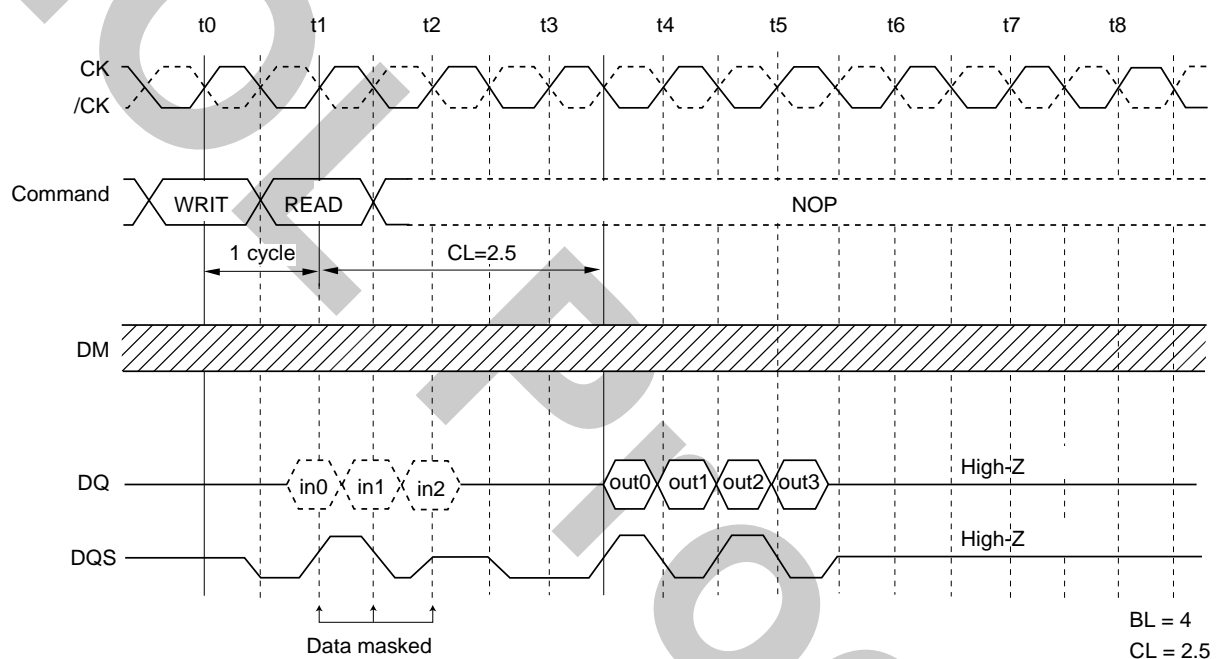 t0 t1 t2 t3 t4 t5 t6 t7 t8
CK
/CK
Command
WRIT READ NOP
1 cycle CL=2.5
DM
DQ in0 in1 in2 out0 out1 out2 out3 High-Z
DQS High-Z
Data masked
BL = 4
CL = 2.5